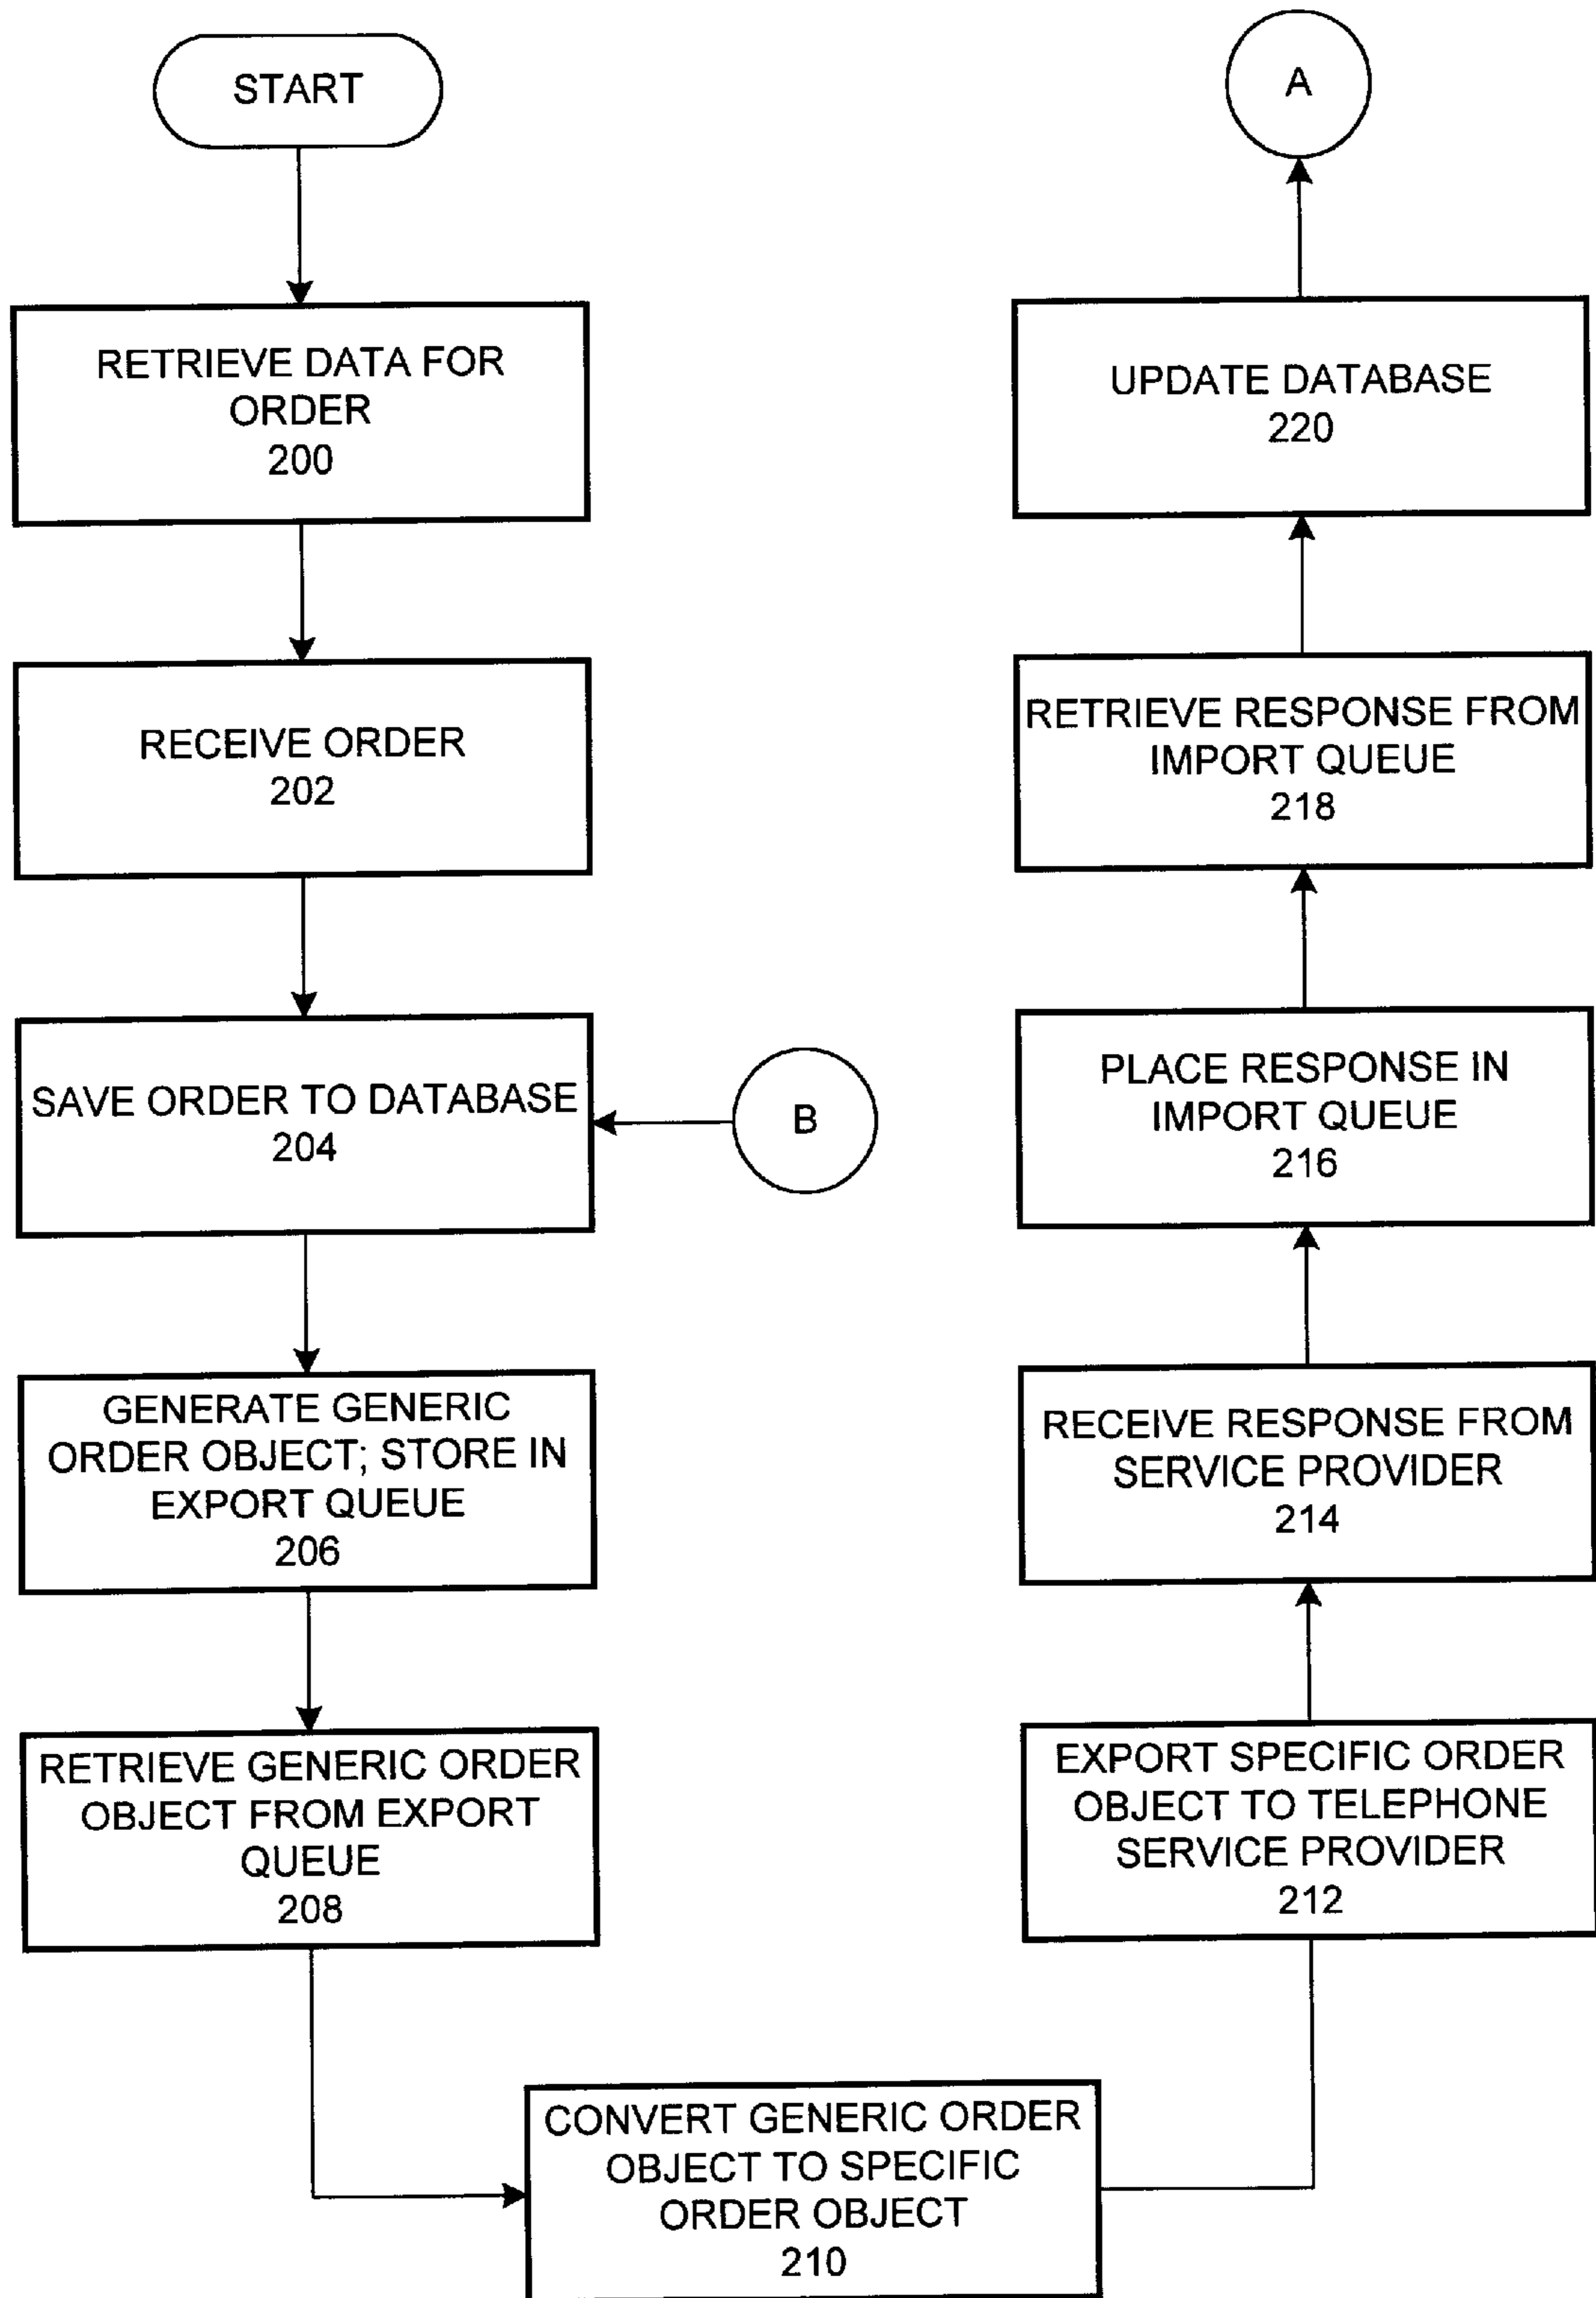 START
RETRIEVE DATA FOR
ORDER
200
RECEIVE ORDER
202
SAVE ORDER TO DATABASE
204
B
GENERATE GENERIC
ORDER OBJECT; STORE IN
EXPORT QUEUE
206
RETRIEVE GENERIC ORDER
OBJECT FROM EXPORT
QUEUE
208
CONVERT GENERIC ORDER
OBJECT TO SPECIFIC
ORDER OBJECT
210
EXPORT SPECIFIC ORDER
OBJECT TO TELEPHONE
SERVICE PROVIDER
212
RECEIVE RESPONSE FROM
SERVICE PROVIDER
214
PLACE RESPONSE IN
IMPORT QUEUE
216
RETRIEVE RESPONSE FROM
IMPORT QUEUE
218
UPDATE DATABASE
220
A